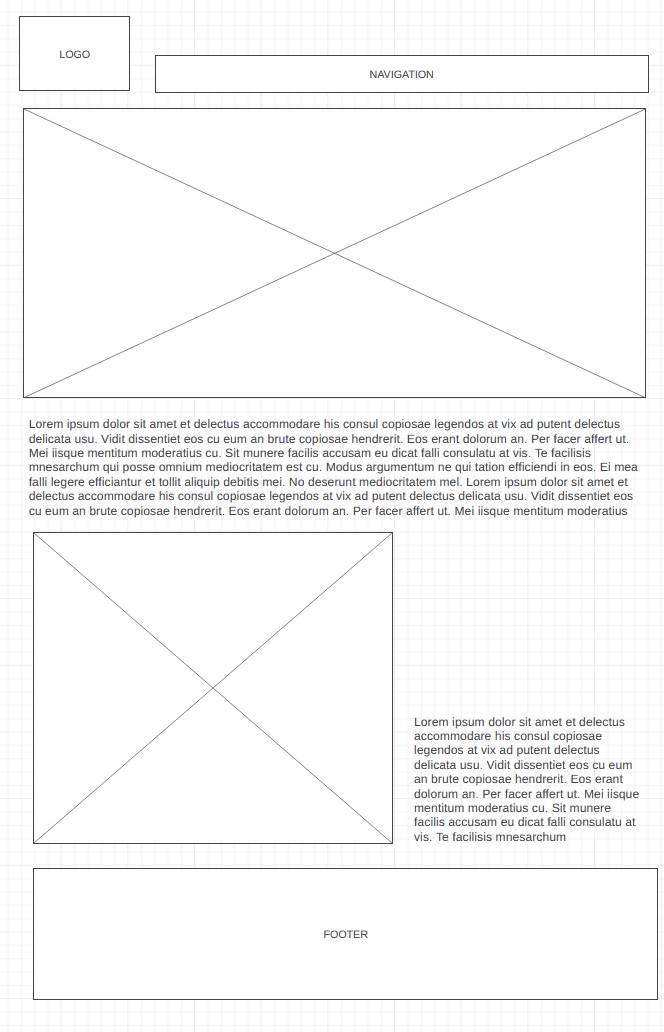 LOGO
NAVIGATION
Lorem ipsum dolor sit amet et delectus accommodare his consul copiosae legendos at vix ad putent delectus
delicata usu. Vidit dissentiet eos cu eum an brute copiosae hendrerit. Eos erant dolorum an. Per facer affert ut.
Mei iisque mentitum moderatius cu. Sit munere facilis accusam eu dicat falli consulatu at vis. Te facilisis
mnesarchum qui posse omnium mediocritatem est cu. Modus argumentum ne qui tation efficiendi in eos. Ei mea
falli legere efficiantur et tollit aliquip debitis mei. No deserunt mediocritatem mel. Lorem ipsum dolor sit amet et
delectus accommodare his consul copiosae legendos at vix ad putent delectus delicata usu. Vidit dissentiet eos
cu eum an brute copiosae hendrerit. Eos erant dolorum an. Per facer affert ut. Mei iisque mentitum moderatius
Lorem ipsum dolor sit amet et delectus
accommodare his consul copiosae
legendos at vix ad putent delectus
delicata usu. Vidit dissentiet eos cu eum
an brute copiosae hendrerit. Eos erant
dolorum an. Per facer affert ut. Mei iisque
mentitum moderatius cu. Sit munere
facilis accusam eu dicat falli consulatu at
vis. Te facilisis mnesarchum
FOOTER